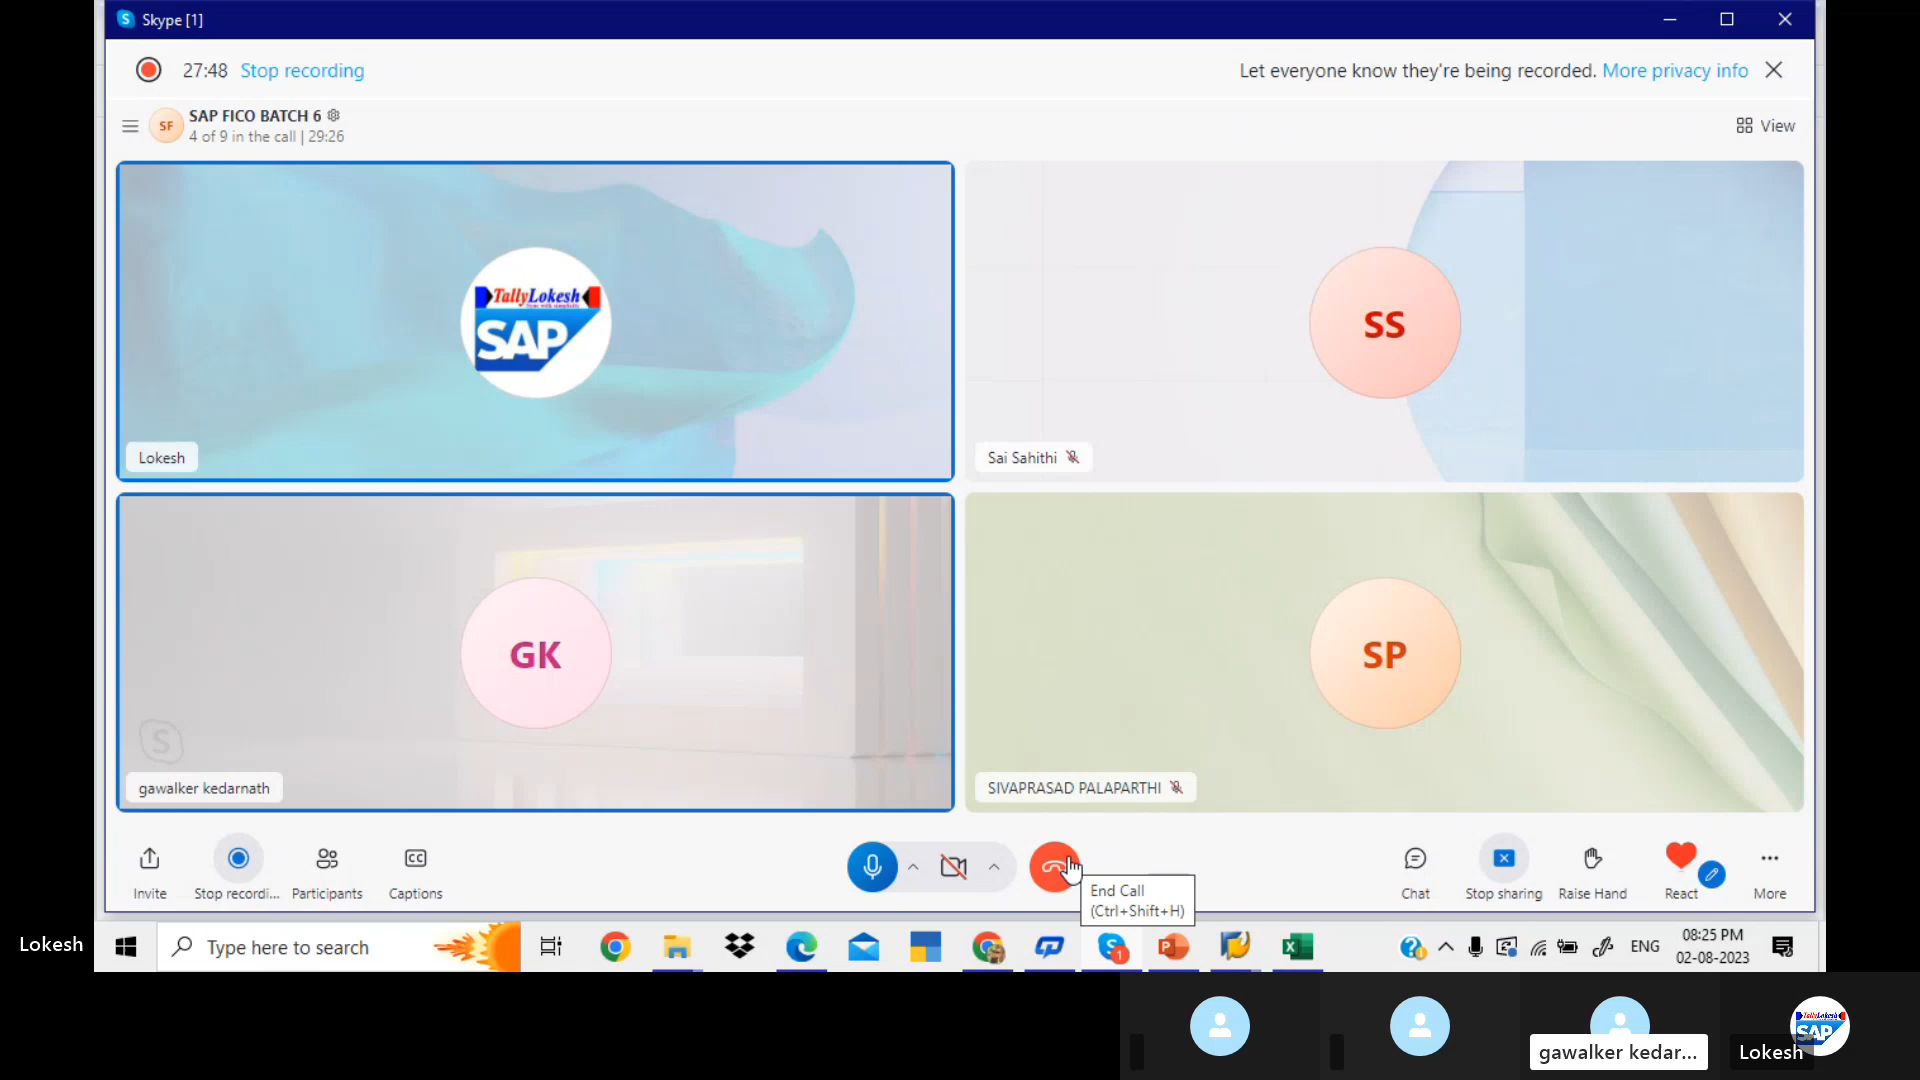 Skype [1]
27:48 Stop recording
Let everyone know they're being recorded. More privacy info
SF
SAP FICO BATCH 6
4 of 9 in the call | 29:26
View
TallyLokesh
SAP
Lokesh
SS
Sai Sahithi
GK
gawalker kedarnath
SP
SIVAPRASAD PALAPARTHI
Invite
Stop recordi...
Participants
Captions
End Call
(Ctrl+Shift+H)
Chat
Stop sharing
Raise Hand
React
More
Lokesh
Type here to search
ENG
08:25 PM
02-08-2023
gawalker kedar...
Lokesh
TallyLokesh
SAP